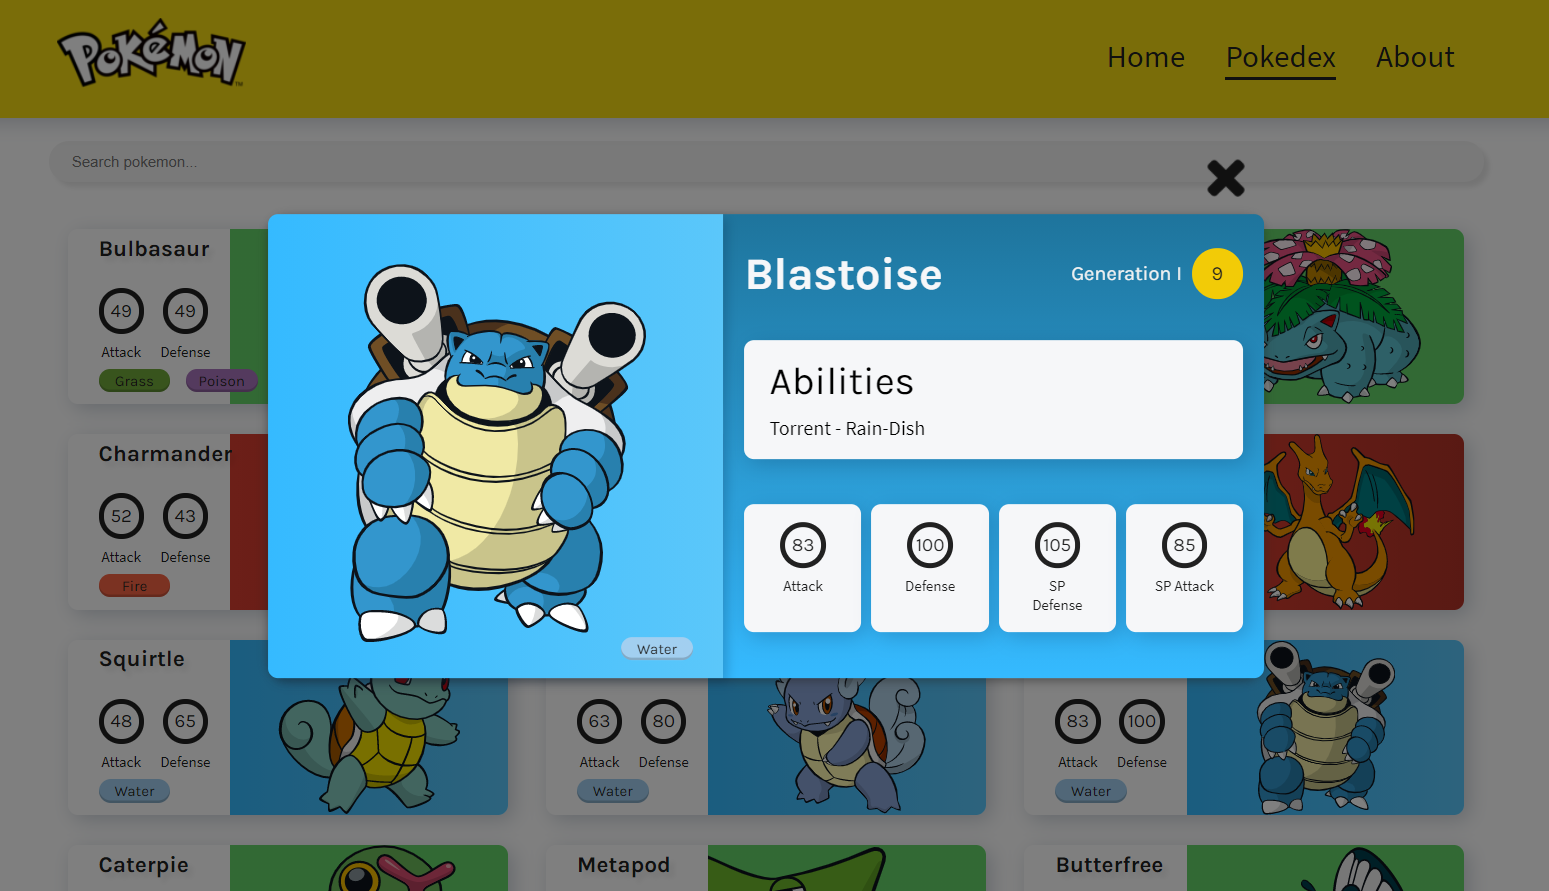 POKéMON
TM
Home Pokedex About
Search pokemon...
Blastoise
Generation I 9
Abilities
Torrent - Rain-Dish
83 100 105 85
Attack Defense SP Defense SP Attack
Water
Bulbasaur
49 49
Attack Defense
Grass Poison
Charmander
52 43
Attack Defense
Fire
Squirtle
48 65
Attack Defense
Water
63 80
Attack Defense
Water
83 100
Attack Defense
Water
Caterpie
Metapod
Butterfree